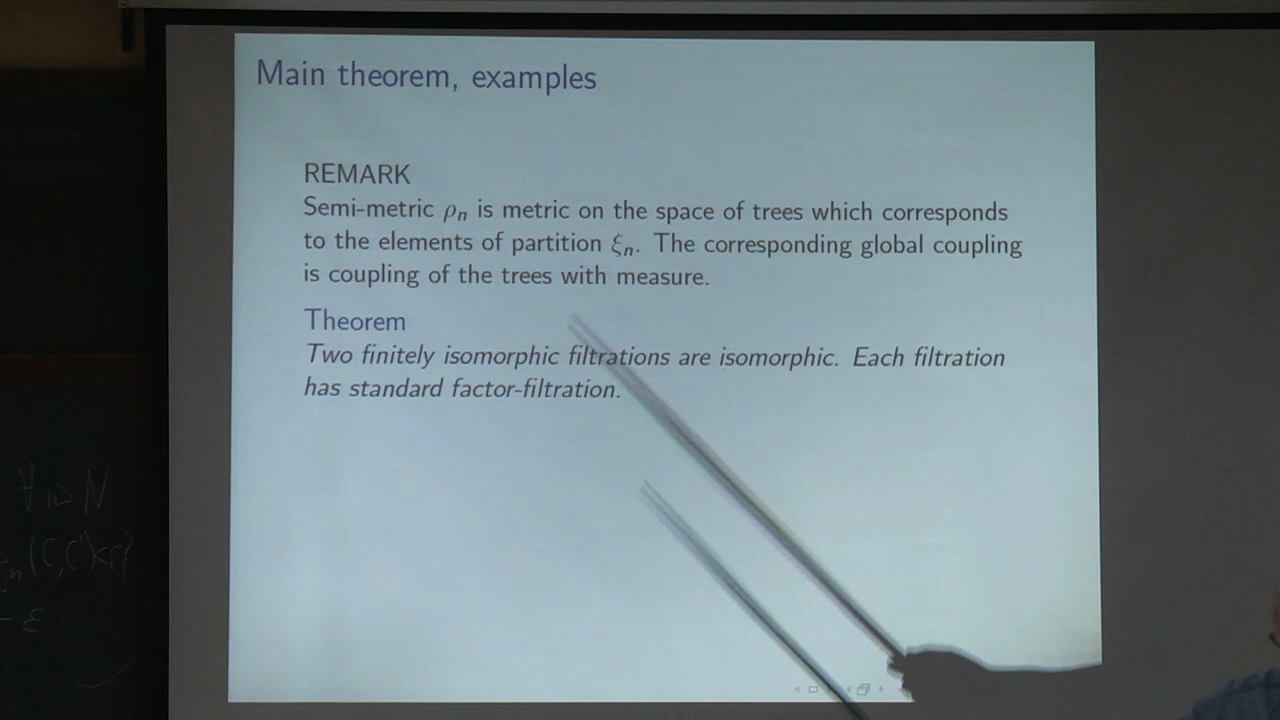 Main theorem, examples
REMARK
Semi-metric ρₙ is metric on the space of trees which corresponds
to the elements of partition ξₙ. The corresponding global coupling
is coupling of the trees with measure.
Theorem
Two finitely isomorphic filtrations are isomorphic. Each filtration
has standard factor-filtration.
N
ε